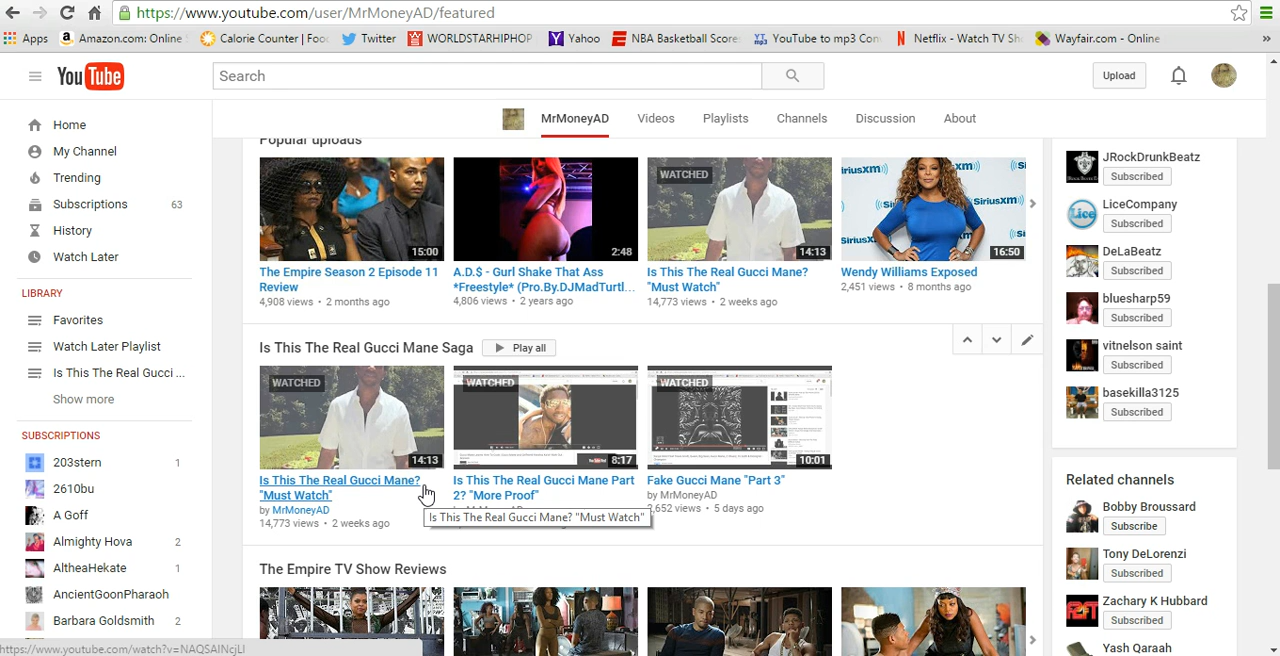 https://www.youtube.com/user/MrMoneyAD/featured
Apps
Amazon.com: Online
Calorie Counter | Foo
Twitter
WORLDSTARHIPHOP
Yahoo
NBA Basketball Score
YouTube to mp3 Con
Netflix - Watch TV Sh
Wayfair.com - Online
»
YouTube
Search
Upload
MrMoneyAD
Videos
Playlists
Channels
Discussion
About
Home
My Channel
Trending
Subscriptions 63
History
Watch Later
LIBRARY
Favorites
Watch Later Playlist
Is This The Real Gucci ...
Show more
SUBSCRIPTIONS
203stern 1
2610bu
A Goff
Almighty Hova 2
AltheaHekate 1
AncientGoonPharaoh
Barbara Goldsmith 2
Popular uploads
15:00
The Empire Season 2 Episode 11
Review
4,908 views • 2 months ago
2:48
A.D.$ - Gurl Shake That Ass
*Freestyle* (Pro.By.DJMadTurtl...
4,806 views • 2 years ago
WATCHED
14:13
Is This The Real Gucci Mane?
"Must Watch"
14,773 views • 2 weeks ago
SiriusXM
16:50
Wendy Williams Exposed
2,451 views • 8 months ago
Is This The Real Gucci Mane Saga
Play all
WATCHED
14:13
Is This The Real Gucci Mane?
"Must Watch"
by MrMoneyAD
14,773 views • 2 weeks ago
WATCHED
8:17
Is This The Real Gucci Mane Part
2? "More Proof"
Is This The Real Gucci Mane? "Must Watch"
WATCHED
10:01
Fake Gucci Mane "Part 3"
by MrMoneyAD
,652 views • 5 days ago
The Empire TV Show Reviews
JRockDrunkBeatz
Subscribed
Lice
LiceCompany
Subscribed
DeLaBeatz
Subscribed
bluesharp59
Subscribed
vitnelson saint
Subscribed
basekilla3125
Subscribed
Related channels
Bobby Broussard
Subscribe
Tony DeLorenzi
Subscribed
Zachary K Hubbard
Subscribed
Yash Qaraah
https://www.youtube.com/watch?v=NAQSAINcjLI